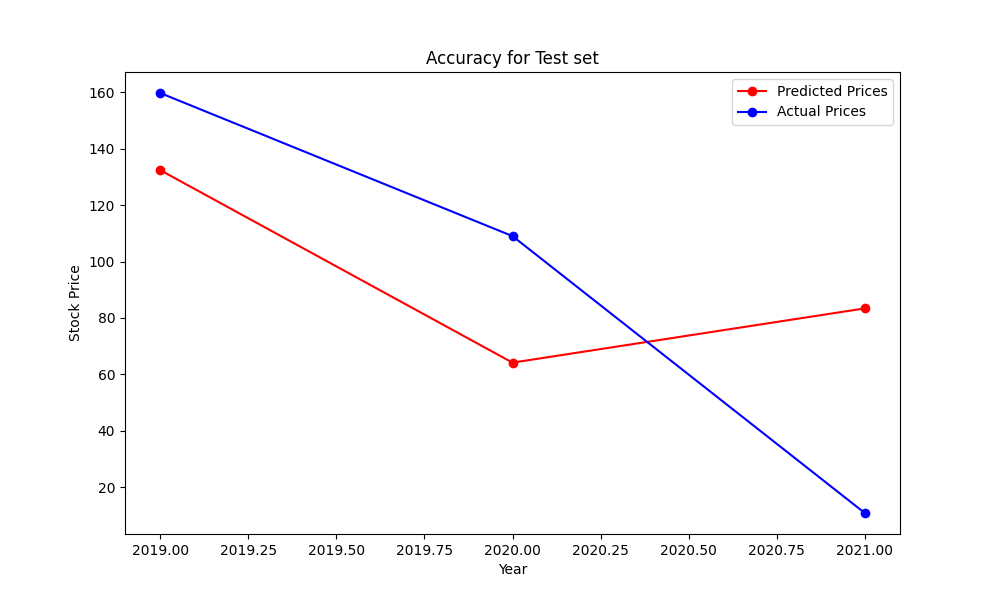 Accuracy for Test set
Predicted Prices
Actual Prices
160
140
120
100
80
60
40
20
Stock Price
2019.00 2019.25 2019.50 2019.75 2020.00 2020.25 2020.50 2020.75 2021.00
Year